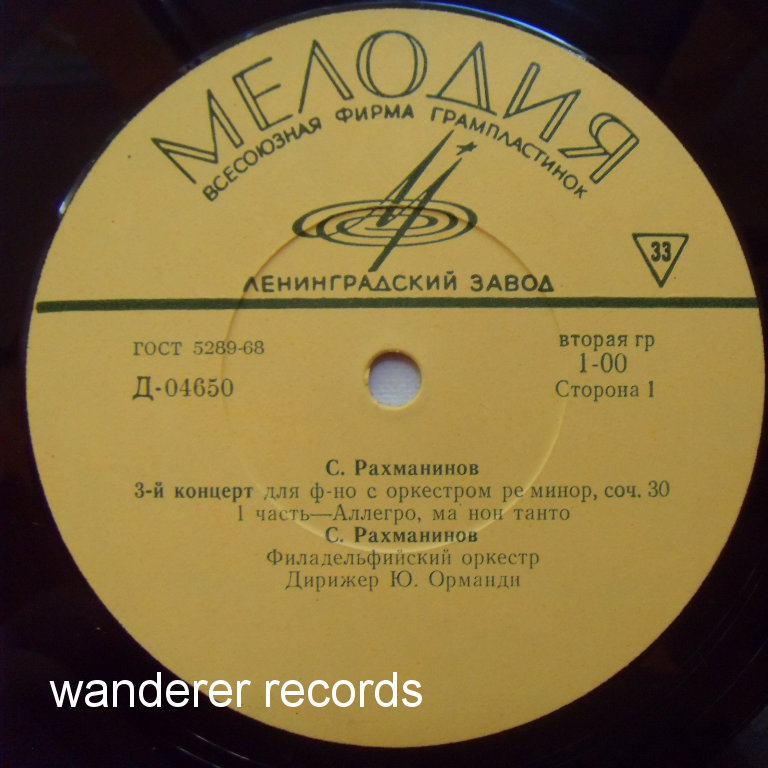 МЕЛОДИЯ
ВСЕСОЮЗНАЯ ФИРМА ГРАМПЛАСТИНОК
33
ЛЕНИНГРАДСКИЙ ЗАВОД
ГОСТ 5289-68
вторая гр
Д-04650
1-00
Сторона 1
С. Рахманинов
3-й концерт для ф-но с оркестром ре минор, соч. 30
1 часть—Аллегро, ма нон танто
С. Рахманинов
Филадельфийский оркестр
Дирижер Ю. Орманди
wanderer records